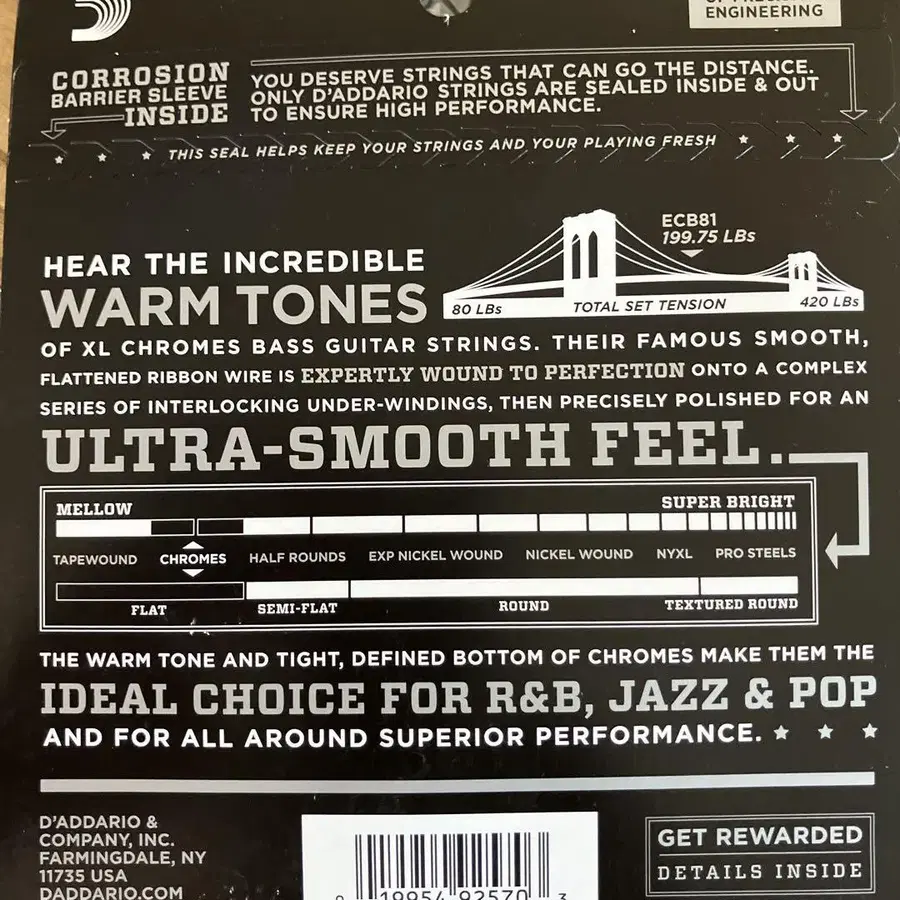 ENGINEERING
CORROSION
BARRIER SLEEVE
INSIDE
YOU DESERVE STRINGS THAT CAN GO THE DISTANCE.
ONLY D'ADDARIO STRINGS ARE SEALED INSIDE & OUT
TO ENSURE HIGH PERFORMANCE.
THIS SEAL HELPS KEEP YOUR STRINGS AND YOUR PLAYING FRESH
ECB81
199.75 LBs
80 LBs TOTAL SET TENSION 420 LBs
HEAR THE INCREDIBLE
WARM TONES
OF XL CHROMES BASS GUITAR STRINGS. THEIR FAMOUS SMOOTH,
FLATTENED RIBBON WIRE IS EXPERTLY WOUND TO PERFECTION ONTO A COMPLEX
SERIES OF INTERLOCKING UNDER-WINDINGS, THEN PRECISELY POLISHED FOR AN
ULTRA-SMOOTH FEEL..
MELLOW SUPER BRIGHT
TAPEWOUND CHROMES HALF ROUNDS EXP NICKEL WOUND NICKEL WOUND NYXL PRO STEELS
FLAT SEMI-FLAT ROUND TEXTURED ROUND
THE WARM TONE AND TIGHT, DEFINED BOTTOM OF CHROMES MAKE THEM THE
IDEAL CHOICE FOR R&B, JAZZ & POP
AND FOR ALL AROUND SUPERIOR PERFORMANCE.
D'ADDARIO &
COMPANY, INC.
FARMINGDALE, NY
11735 USA
DADDARIO.COM
0 19954 92570 3
GET REWARDED
DETAILS INSIDE